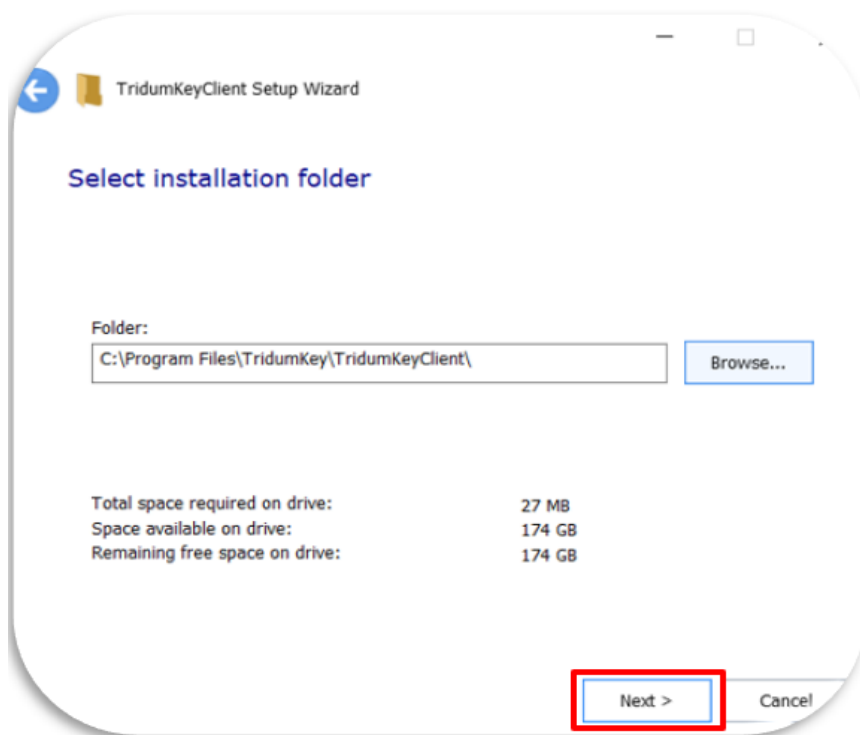 TridumKeyClient Setup Wizard
Select installation folder
Folder:
C:\Program Files\TridumKey\TridumKeyClient\
Browse...
Total space required on drive: 27 MB
Space available on drive: 174 GB
Remaining free space on drive: 174 GB
Next > Cancel